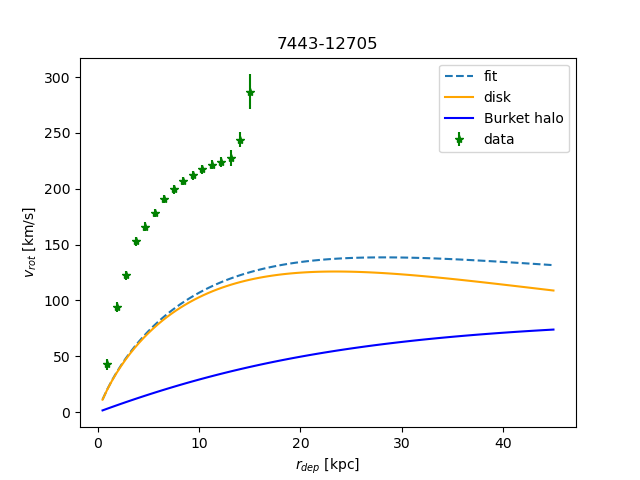 7443-12705
300
250
200
150
100
50
0
v_rot [km/s]
fit
disk
Burket halo
data
0 10 20 30 40
r_dep [kpc]